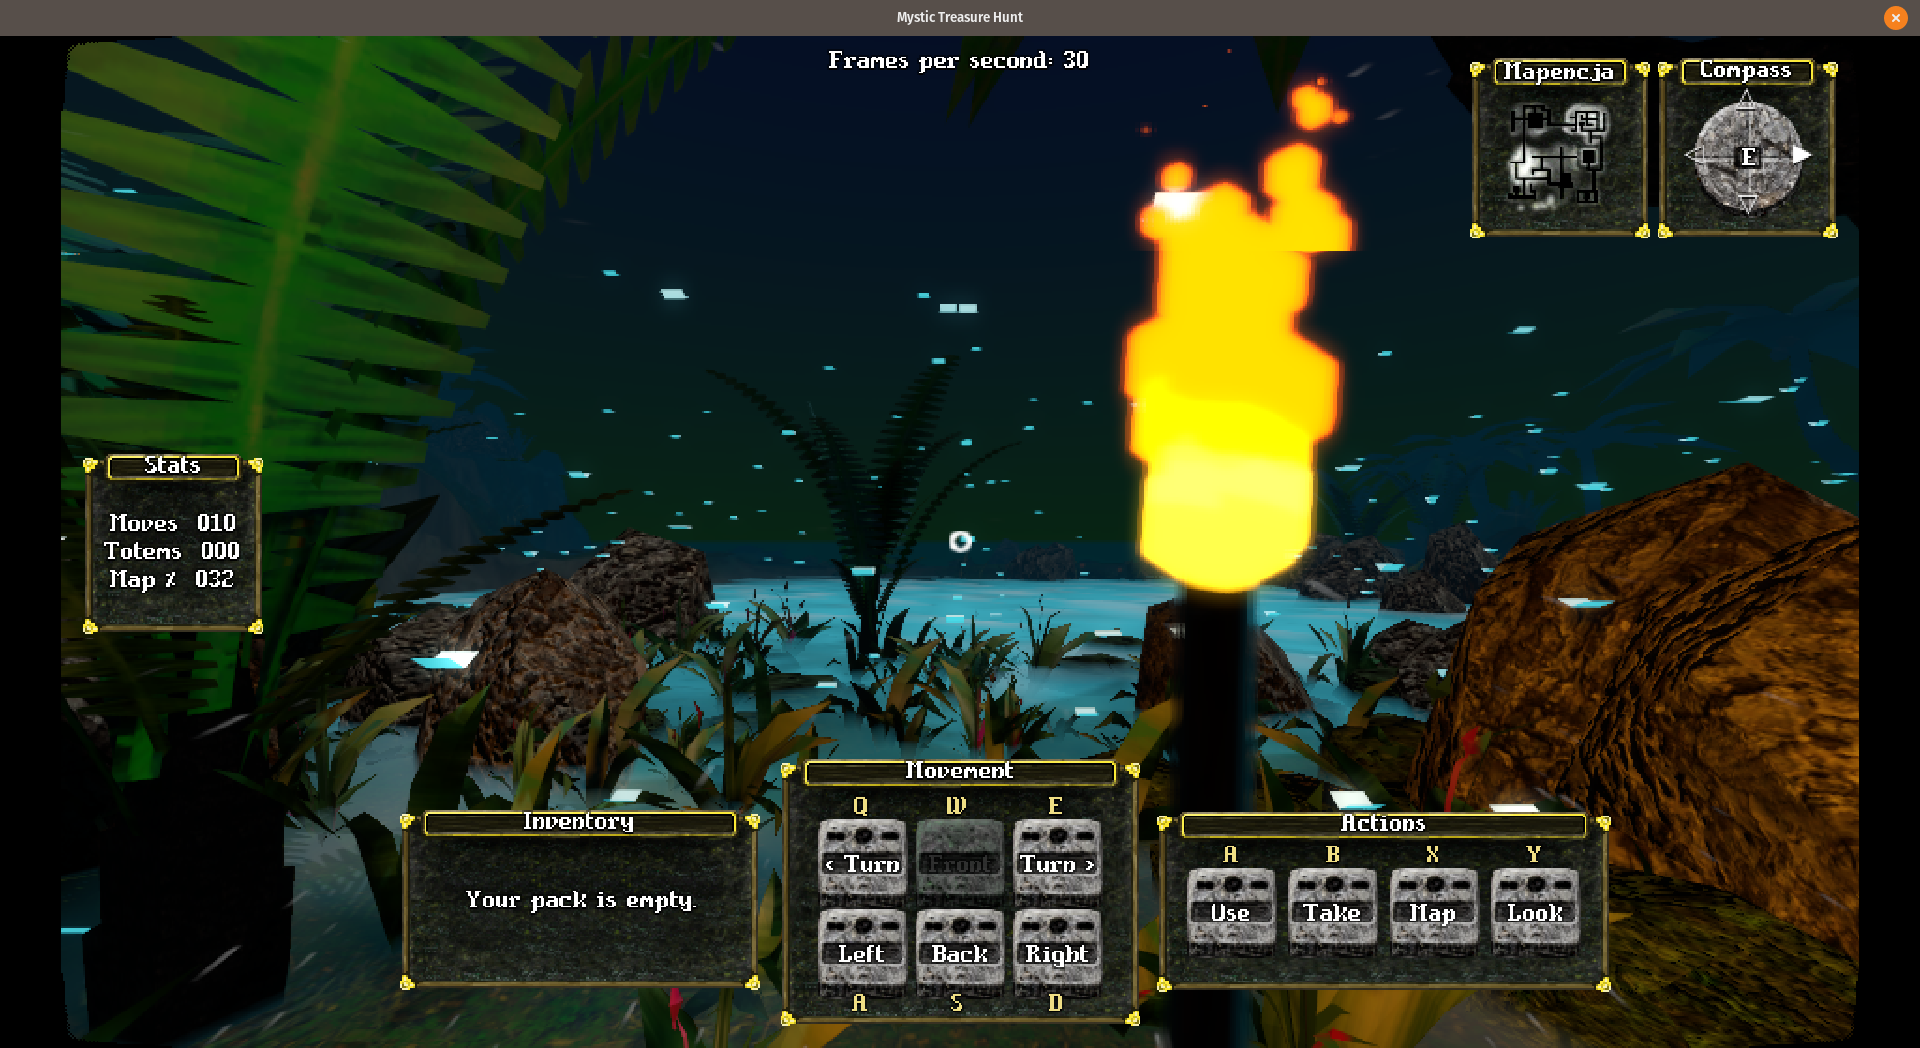 Mystic Treasure Hunt
Frames per second: 30
Mapencja
Compass
E
Stats
Moves 010
Totems 000
Map % 032
Inventory
Your pack is empty.
Movement
Q W E
< Turn Front Turn >
Left Back Right
A S D
Actions
A B X Y
Use Take Map Look